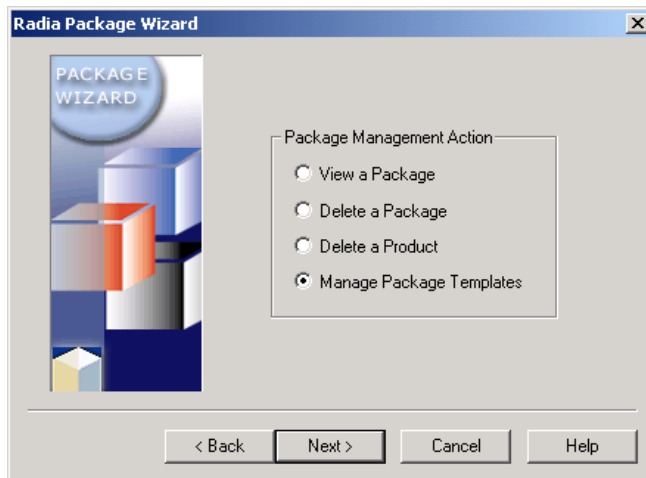 Radia Package Wizard
PACKAGE
WIZARD
Package Management Action
View a Package
Delete a Package
Delete a Product
Manage Package Templates
< Back
Next >
Cancel
Help